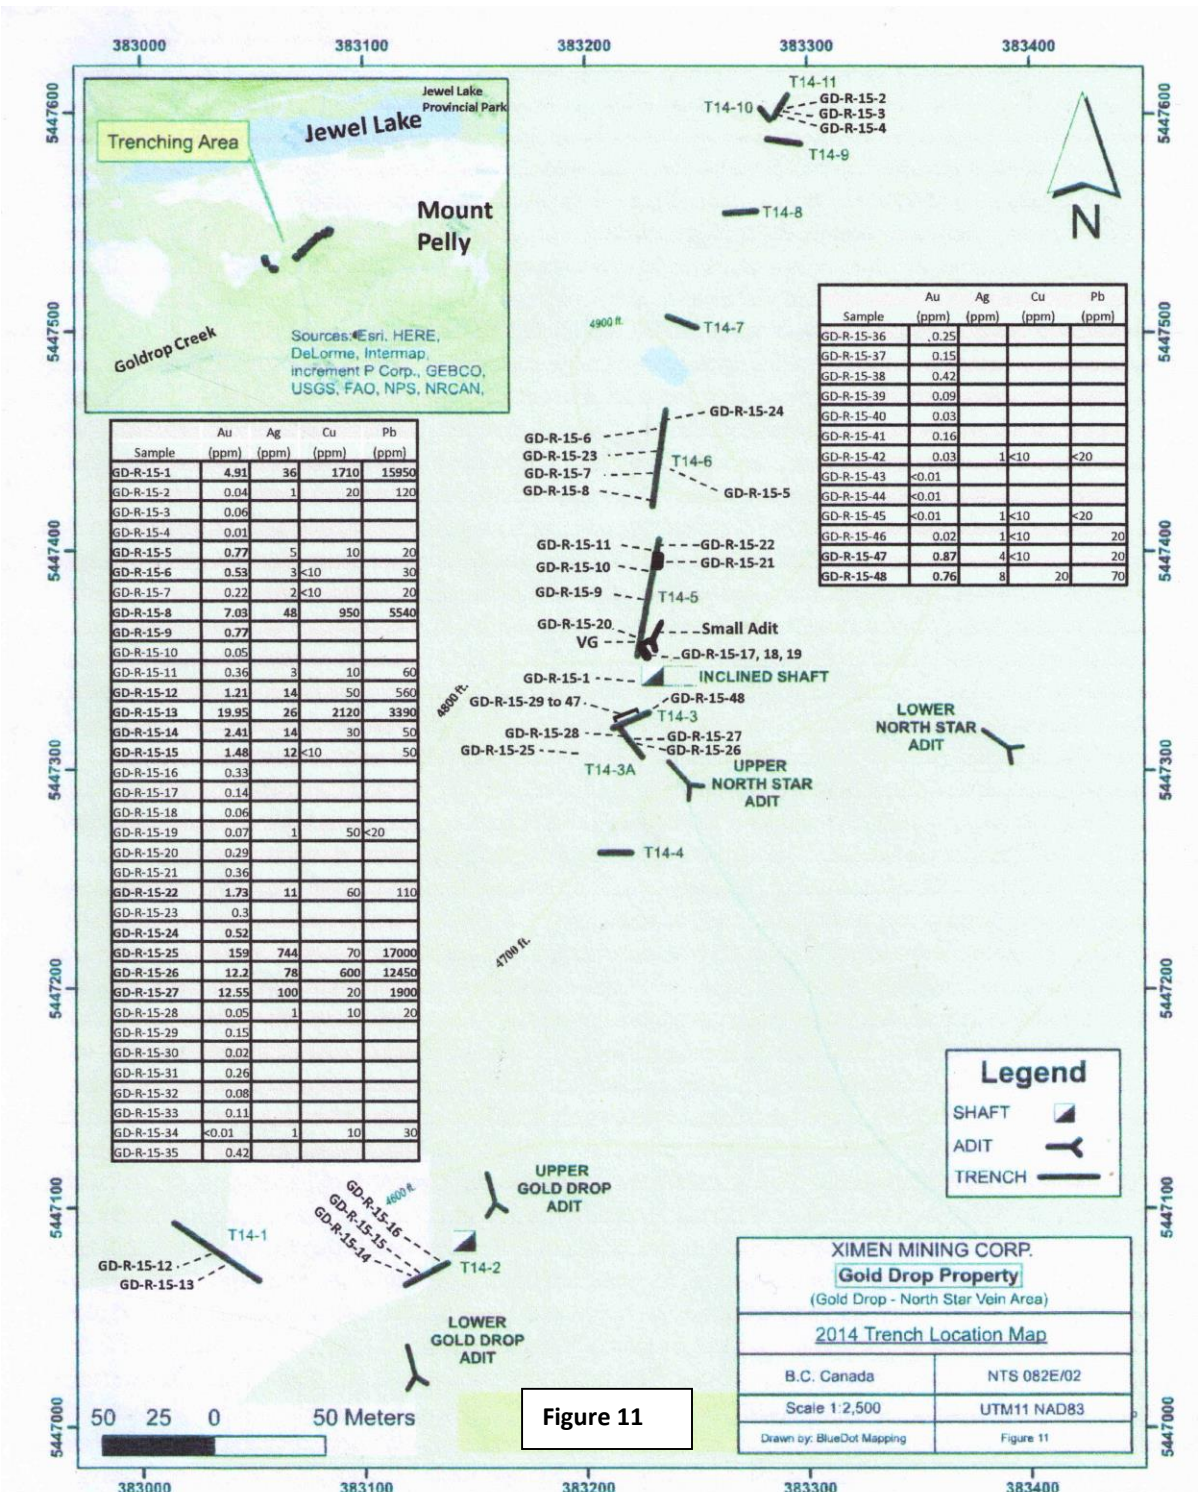 383000 383100 383200 383300 383400
5447600
5447500
5447400
5447300
5447200
5447100
5447000
Jewel Lake
Provincial Park
Jewel Lake
Trenching Area
Mount
Pelly
Goldrop Creek
Sources: Esri, HERE,
DeLorme, Intermap,
increment P Corp., GEBCO,
USGS, FAO, NPS, NRCAN,
T14-11
T14-10
GD-R-15-2
GD-R-15-3
GD-R-15-4
T14-9
T14-8
N
4900 ft.
T14-7
GD-R-15-24
GD-R-15-6
GD-R-15-23
T14-6
GD-R-15-7
GD-R-15-8
GD-R-15-5
GD-R-15-11
GD-R-15-22
GD-R-15-10
GD-R-15-21
GD-R-15-9
T14-5
GD-R-15-20
Small Adit
VG
GD-R-15-17, 18, 19
GD-R-15-1
INCLINED SHAFT
4800 ft.
GD-R-15-29 to 47
GD-R-15-48
T14-3
GD-R-15-28
GD-R-15-27
GD-R-15-25
GD-R-15-26
T14-3A
UPPER
NORTH STAR
ADIT
LOWER
NORTH STAR
ADIT
T14-4
4700 ft.
Au Ag Cu Pb
Sample (ppm) (ppm) (ppm) (ppm)
GD-R-15-1 4.91 36 1710 15950
GD-R-15-2 0.04 1 20 120
GD-R-15-3 0.06
GD-R-15-4 0.01
GD-R-15-5 0.77 5 10 20
GD-R-15-6 0.53 3 <10 30
GD-R-15-7 0.22 2 <10 20
GD-R-15-8 7.03 48 950 5540
GD-R-15-9 0.77
GD-R-15-10 0.05
GD-R-15-11 0.36 3 10 60
GD-R-15-12 1.21 14 50 560
GD-R-15-13 19.95 26 2120 3390
GD-R-15-14 2.41 14 30 50
GD-R-15-15 1.48 12 <10 50
GD-R-15-16 0.33
GD-R-15-17 0.14
GD-R-15-18 0.06
GD-R-15-19 0.07 1 50 <20
GD-R-15-20 0.29
GD-R-15-21 0.36
GD-R-15-22 1.73 11 60 110
GD-R-15-23 0.3
GD-R-15-24 0.52
GD-R-15-25 159 744 70 17000
GD-R-15-26 12.2 78 600 12450
GD-R-15-27 12.55 100 20 1900
GD-R-15-28 0.05 1 10 20
GD-R-15-29 0.15
GD-R-15-30 0.02
GD-R-15-31 0.26
GD-R-15-32 0.08
GD-R-15-33 0.11
GD-R-15-34 <0.01 1 10 30
GD-R-15-35 0.42
Au Ag Cu Pb
Sample (ppm) (ppm) (ppm) (ppm)
GD-R-15-36 0.25
GD-R-15-37 0.15
GD-R-15-38 0.42
GD-R-15-39 0.09
GD-R-15-40 0.03
GD-R-15-41 0.16
GD-R-15-42 0.03 1 <10 <20
GD-R-15-43 <0.01
GD-R-15-44 <0.01
GD-R-15-45 <0.01 1 <10 <20
GD-R-15-46 0.02 1 <10 20
GD-R-15-47 0.87 4 <10 20
GD-R-15-48 0.76 8 20 70
5447600
5447500
5447400
5447300
5447200
5447100
5447000
UPPER
GOLD DROP
ADIT
4600 ft.
GD-R-15-16
GD-R-15-15
GD-R-15-14
T14-1
GD-R-15-12
GD-R-15-13
T14-2
LOWER
GOLD DROP
ADIT
Legend
SHAFT
ADIT
TRENCH
XIMEN MINING CORP.
Gold Drop Property
(Gold Drop - North Star Vein Area)
2014 Trench Location Map
B.C. Canada NTS 082E/02
Scale 1:2,500 UTM11 NAD83
Drawn by: BlueDot Mapping Figure 11
Figure 11
50 25 0 50 Meters
383000 383100 383200 383300 383400